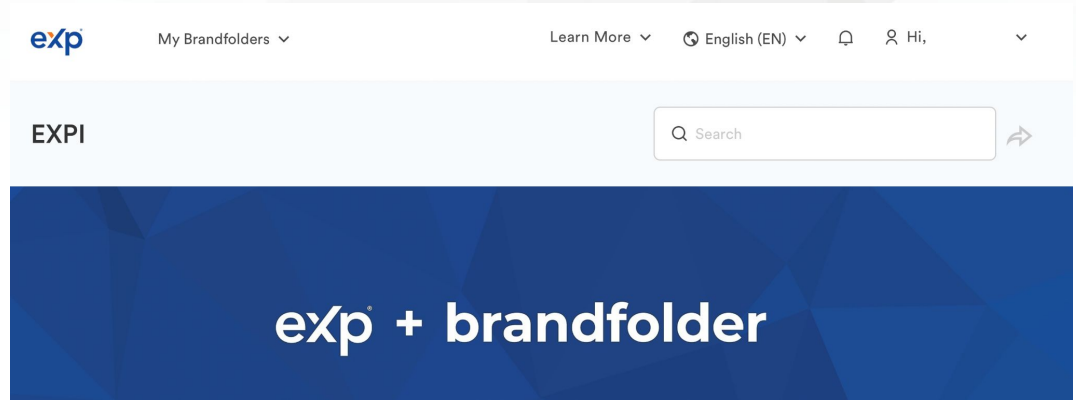 exp My Brandfolders Learn More English (EN) Hi,
EXPI Search
exp® + brandfolder